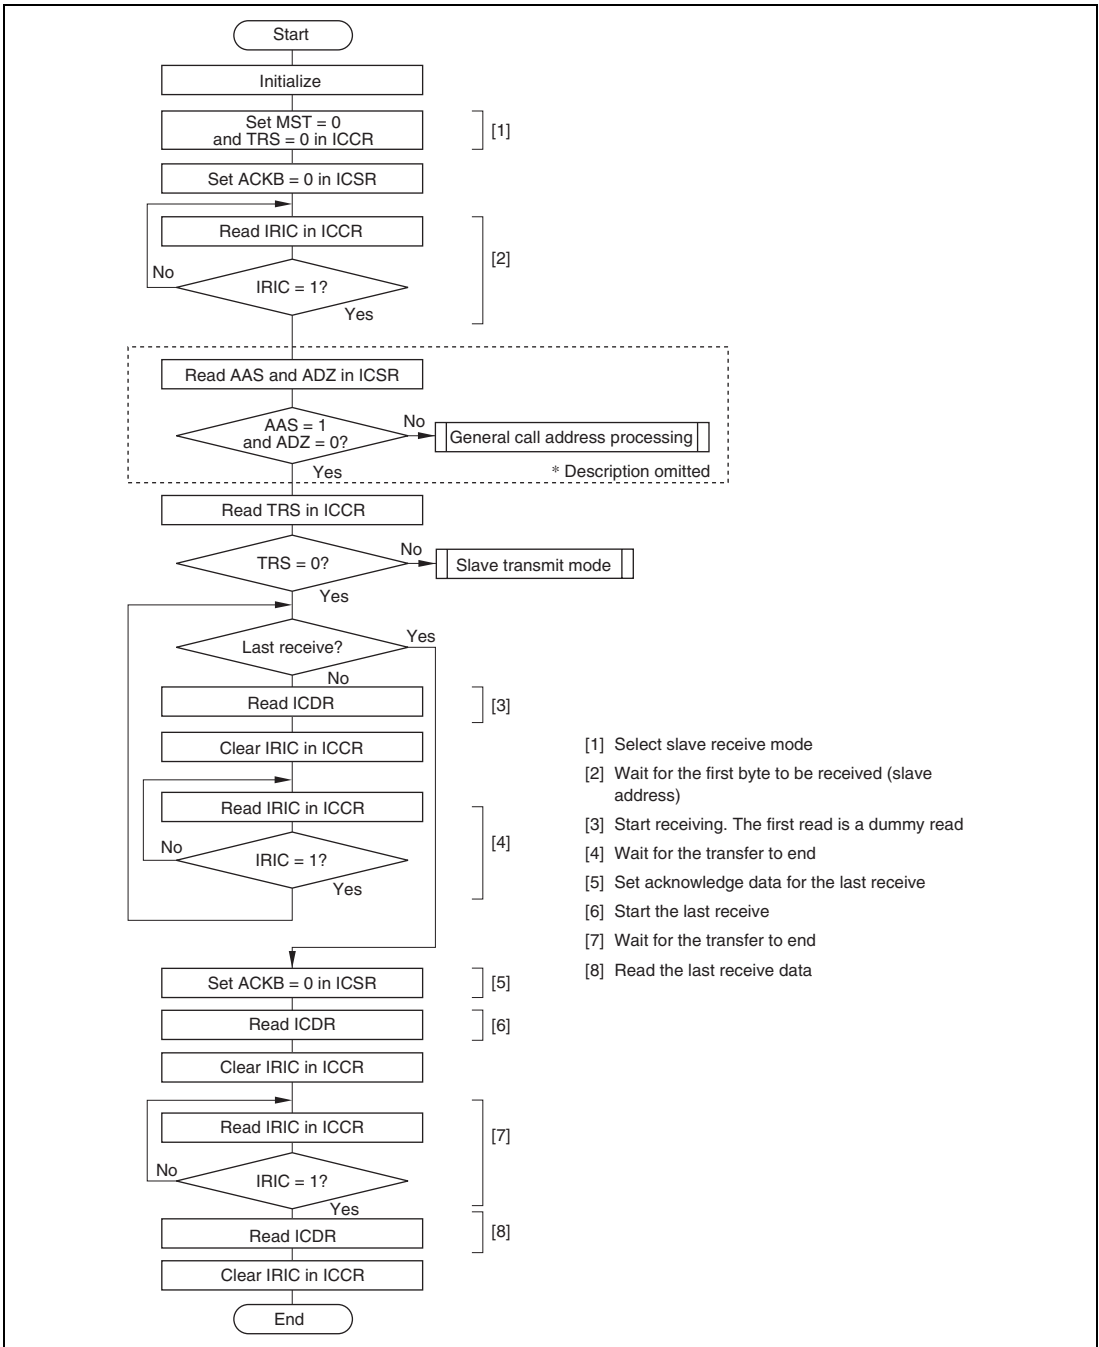 Start
Initialize
Set MST = 0
and TRS = 0 in ICCR
[1]
Set ACKB = 0 in ICSR
Read IRIC in ICCR
[2]
No
IRIC = 1?
Yes
Read AAS and ADZ in ICSR
AAS = 1
and ADZ = 0?
No
General call address processing
Yes
* Description omitted
Read TRS in ICCR
TRS = 0?
No
Slave transmit mode
Yes
Last receive?
Yes
No
Read ICDR
[3]
Clear IRIC in ICCR
Read IRIC in ICCR
[4]
No
IRIC = 1?
Yes
Set ACKB = 0 in ICSR
[5]
Read ICDR
[6]
Clear IRIC in ICCR
Read IRIC in ICCR
[7]
No
IRIC = 1?
Yes
Read ICDR
[8]
Clear IRIC in ICCR
End
[1] Select slave receive mode
[2] Wait for the first byte to be received (slave
address)
[3] Start receiving. The first read is a dummy read
[4] Wait for the transfer to end
[5] Set acknowledge data for the last receive
[6] Start the last receive
[7] Wait for the transfer to end
[8] Read the last receive data